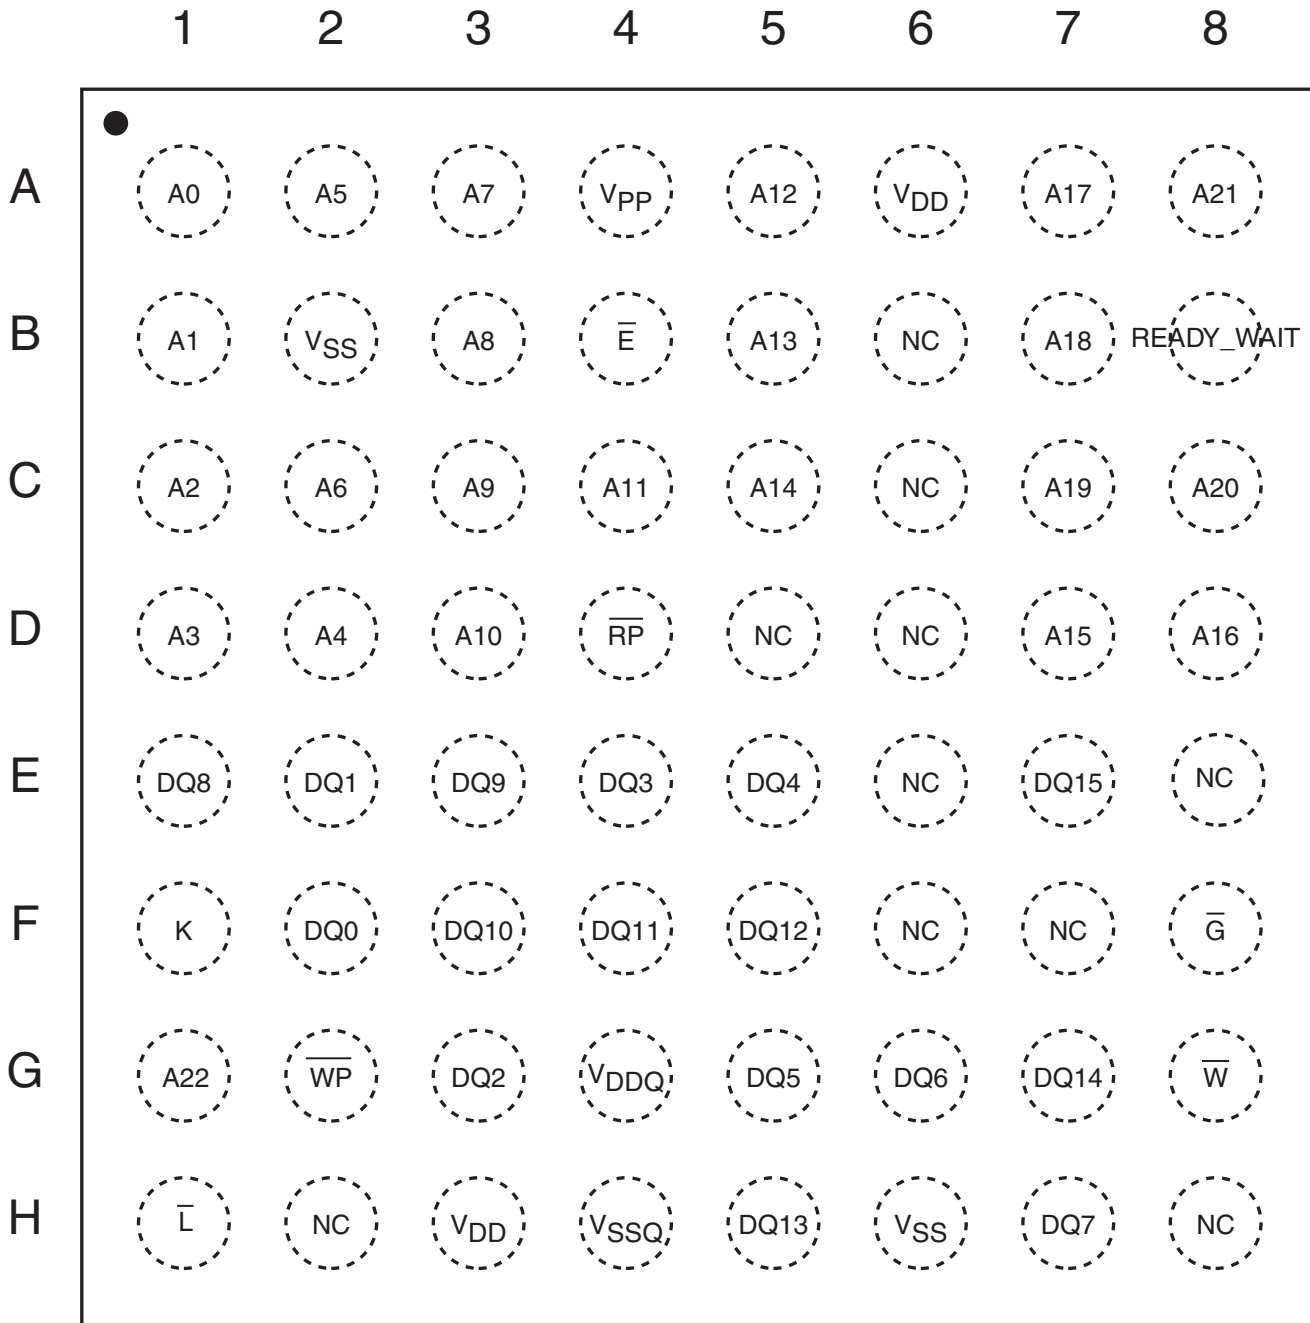 1 2 3 4 5 6 7 8
A A0 A5 A7 VPP A12 VDD A17 A21
B A1 VSS A8 E̅ A13 NC A18 READY_WAIT
C A2 A6 A9 A11 A14 NC A19 A20
D A3 A4 A10 R̅P̅ NC NC A15 A16
E DQ8 DQ1 DQ9 DQ3 DQ4 NC DQ15 NC
F K DQ0 DQ10 DQ11 DQ12 NC NC G̅
G A22 W̅P̅ DQ2 VDDQ DQ5 DQ6 DQ14 W̅
H L̅ NC VDD VSSQ DQ13 VSS DQ7 NC